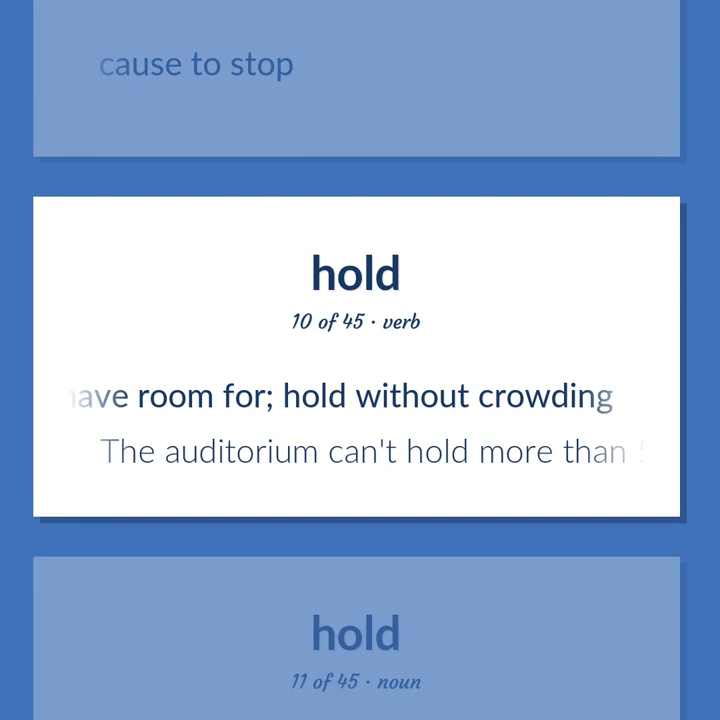 cause to stop
hold
10 of 45 · verb
have room for; hold without crowding
The auditorium can't hold more than
hold
11 of 45 · noun